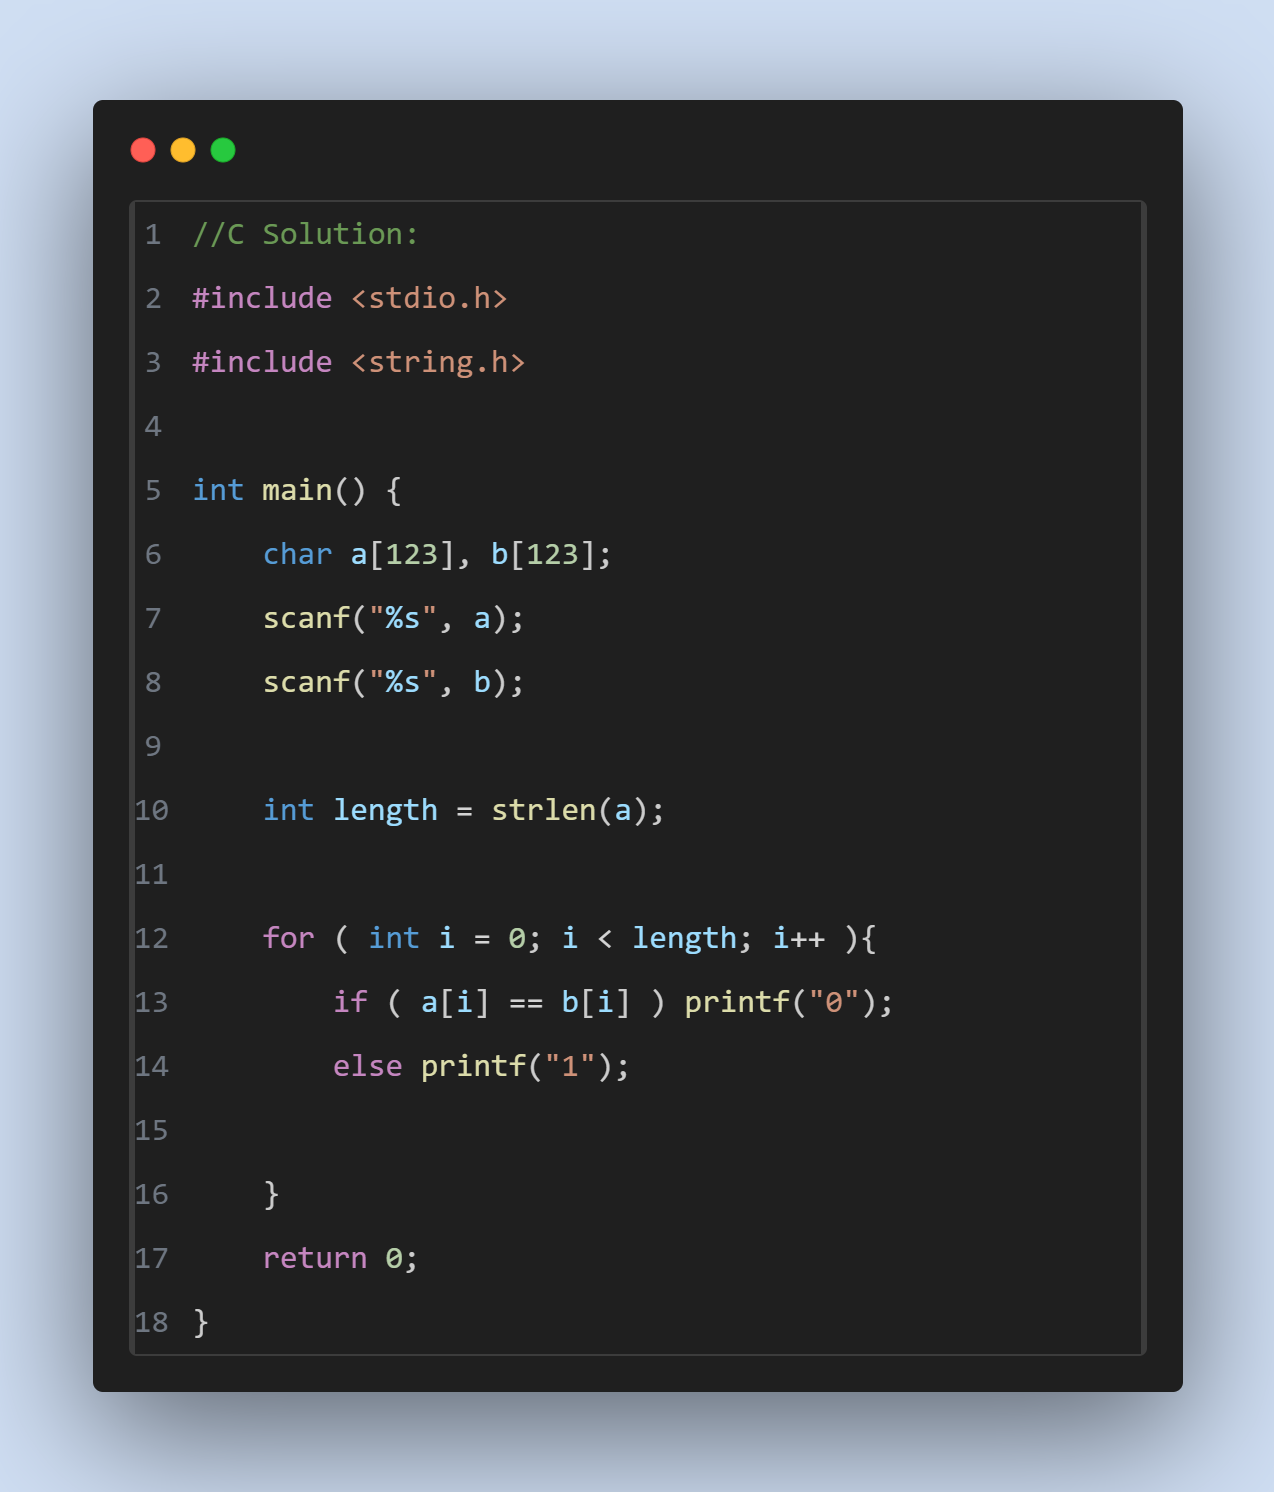 1 //C Solution:
2 #include <stdio.h>
3 #include <string.h>
4
5 int main() {
6     char a[123], b[123];
7     scanf("%s", a);
8     scanf("%s", b);
9
10     int length = strlen(a);
11
12     for ( int i = 0; i < length; i++ ){
13         if ( a[i] == b[i] ) printf("0");
14         else printf("1");
15
16     }
17     return 0;
18 }